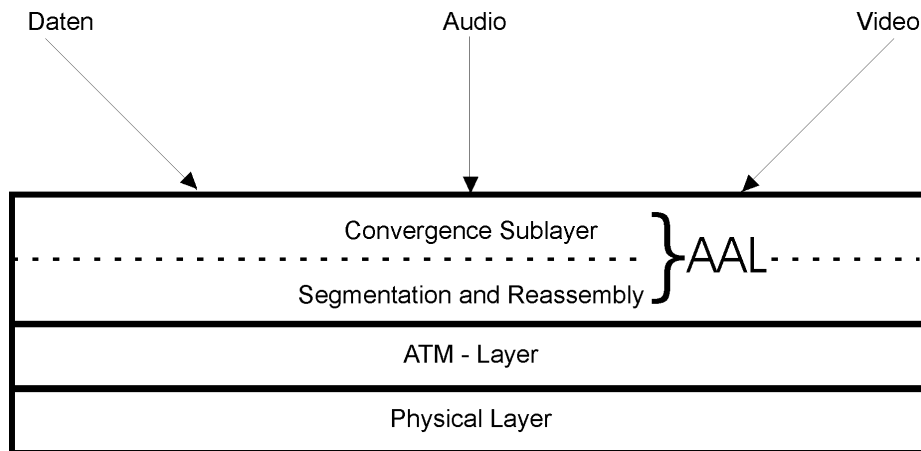 Daten
Audio
Video
Convergence Sublayer
AAL
Segmentation and Reassembly
ATM - Layer
Physical Layer